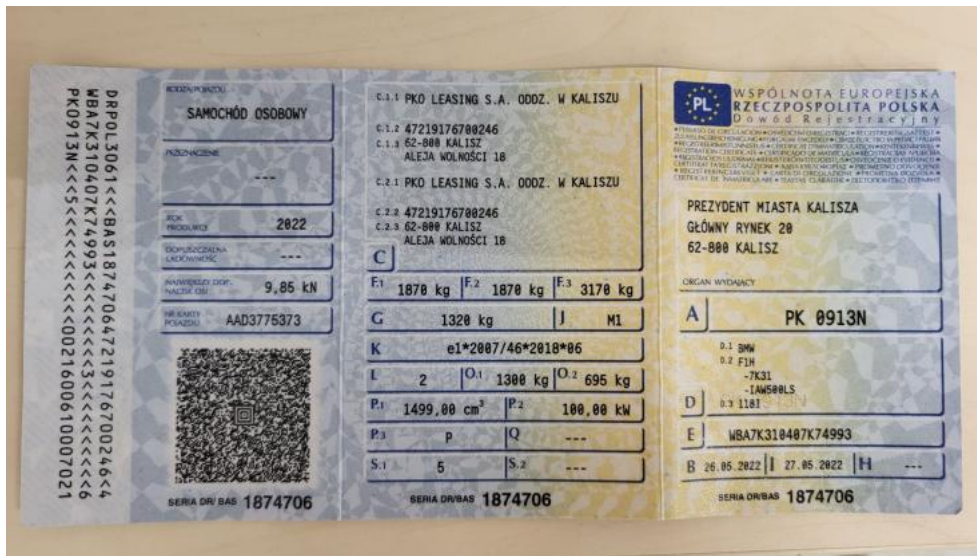 DRPOL3061<<BAS18747064721917670024​6<4
WBA7K310407K74993<<<<<<<3<<<<<<6
PK0913N<<<5<<<<<<<<<0021600610007021
RODZAJ POJAZDU
SAMOCHÓD OSOBOWY
PRZEZNACZENIE
---
ROK
PRODUKCJI
2022
DOPUSZCZALNA
ŁADOWNOŚĆ
---
NAJWIĘKSZY DOP.
NACISK OSI
9,85 kN
NR KARTY
POJAZDU
AAD3775373
SERIA DR/BAS 1874706
C.1.1 PKO LEASING S.A. ODDZ. W KALISZU
C.1.2 47219176700246
C.1.3 62-800 KALISZ
ALEJA WOLNOŚCI 18
C.2.1 PKO LEASING S.A. ODDZ. W KALISZU
C.2.2 47219176700246
C.2.3 62-800 KALISZ
ALEJA WOLNOŚCI 18
C
F.1 1870 kg F.2 1870 kg F.3 3170 kg
G 1320 kg J M1
K e1*2007/46*2018*06
L 2 O.1 1300 kg O.2 695 kg
P.1 1499,00 cm³ P.2 100,00 kW
P.3 P Q ---
S.1 5 S.2 ---
SERIA DR/BAS 1874706
PL
WSPÓLNOTA EUROPEJSKA
RZECZPOSPOLITA POLSKA
Dowód Rejestracyjny
PREZYDENT MIASTA KALISZA
GŁÓWNY RYNEK 20
62-800 KALISZ
ORGAN WYDAJĄCY
A PK 0913N
D.1 BMW
D.2 F1H
-7K31
-IAW500LS
D D.3 118I
E WBA7K310407K74993
B 26.05.2022 I 27.05.2022 H ---
SERIA DR/BAS 1874706